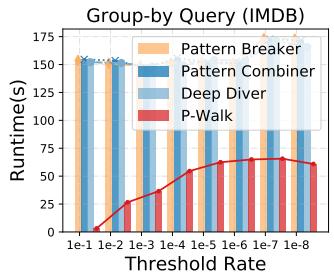 Group-by Query (IMDB)
Runtime(s)
175
150
125
100
75
50
25
0
Pattern Breaker
Pattern Combiner
Deep Diver
P-Walk
1e-1 1e-2 1e-3 1e-4 1e-5 1e-6 1e-7 1e-8
Threshold Rate